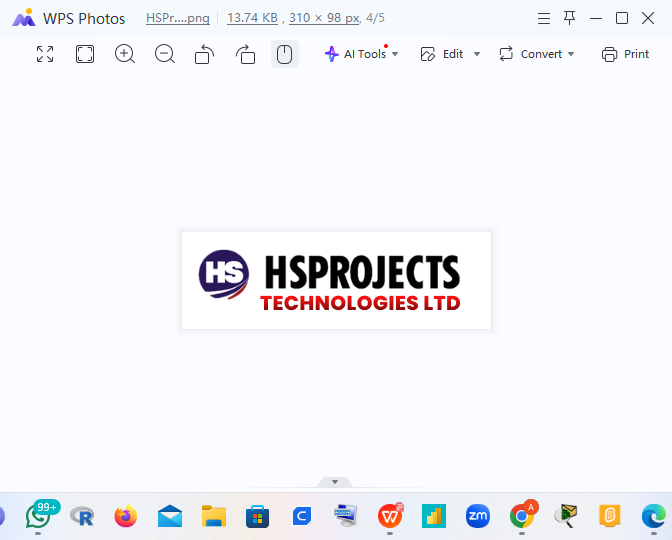 WPS Photos HSPr....png 13.74 KB , 310 × 98 px, 4/5
AI Tools Edit Convert Print
HS HSPROJECTS
TECHNOLOGIES LTD
99+ R C W P zm A